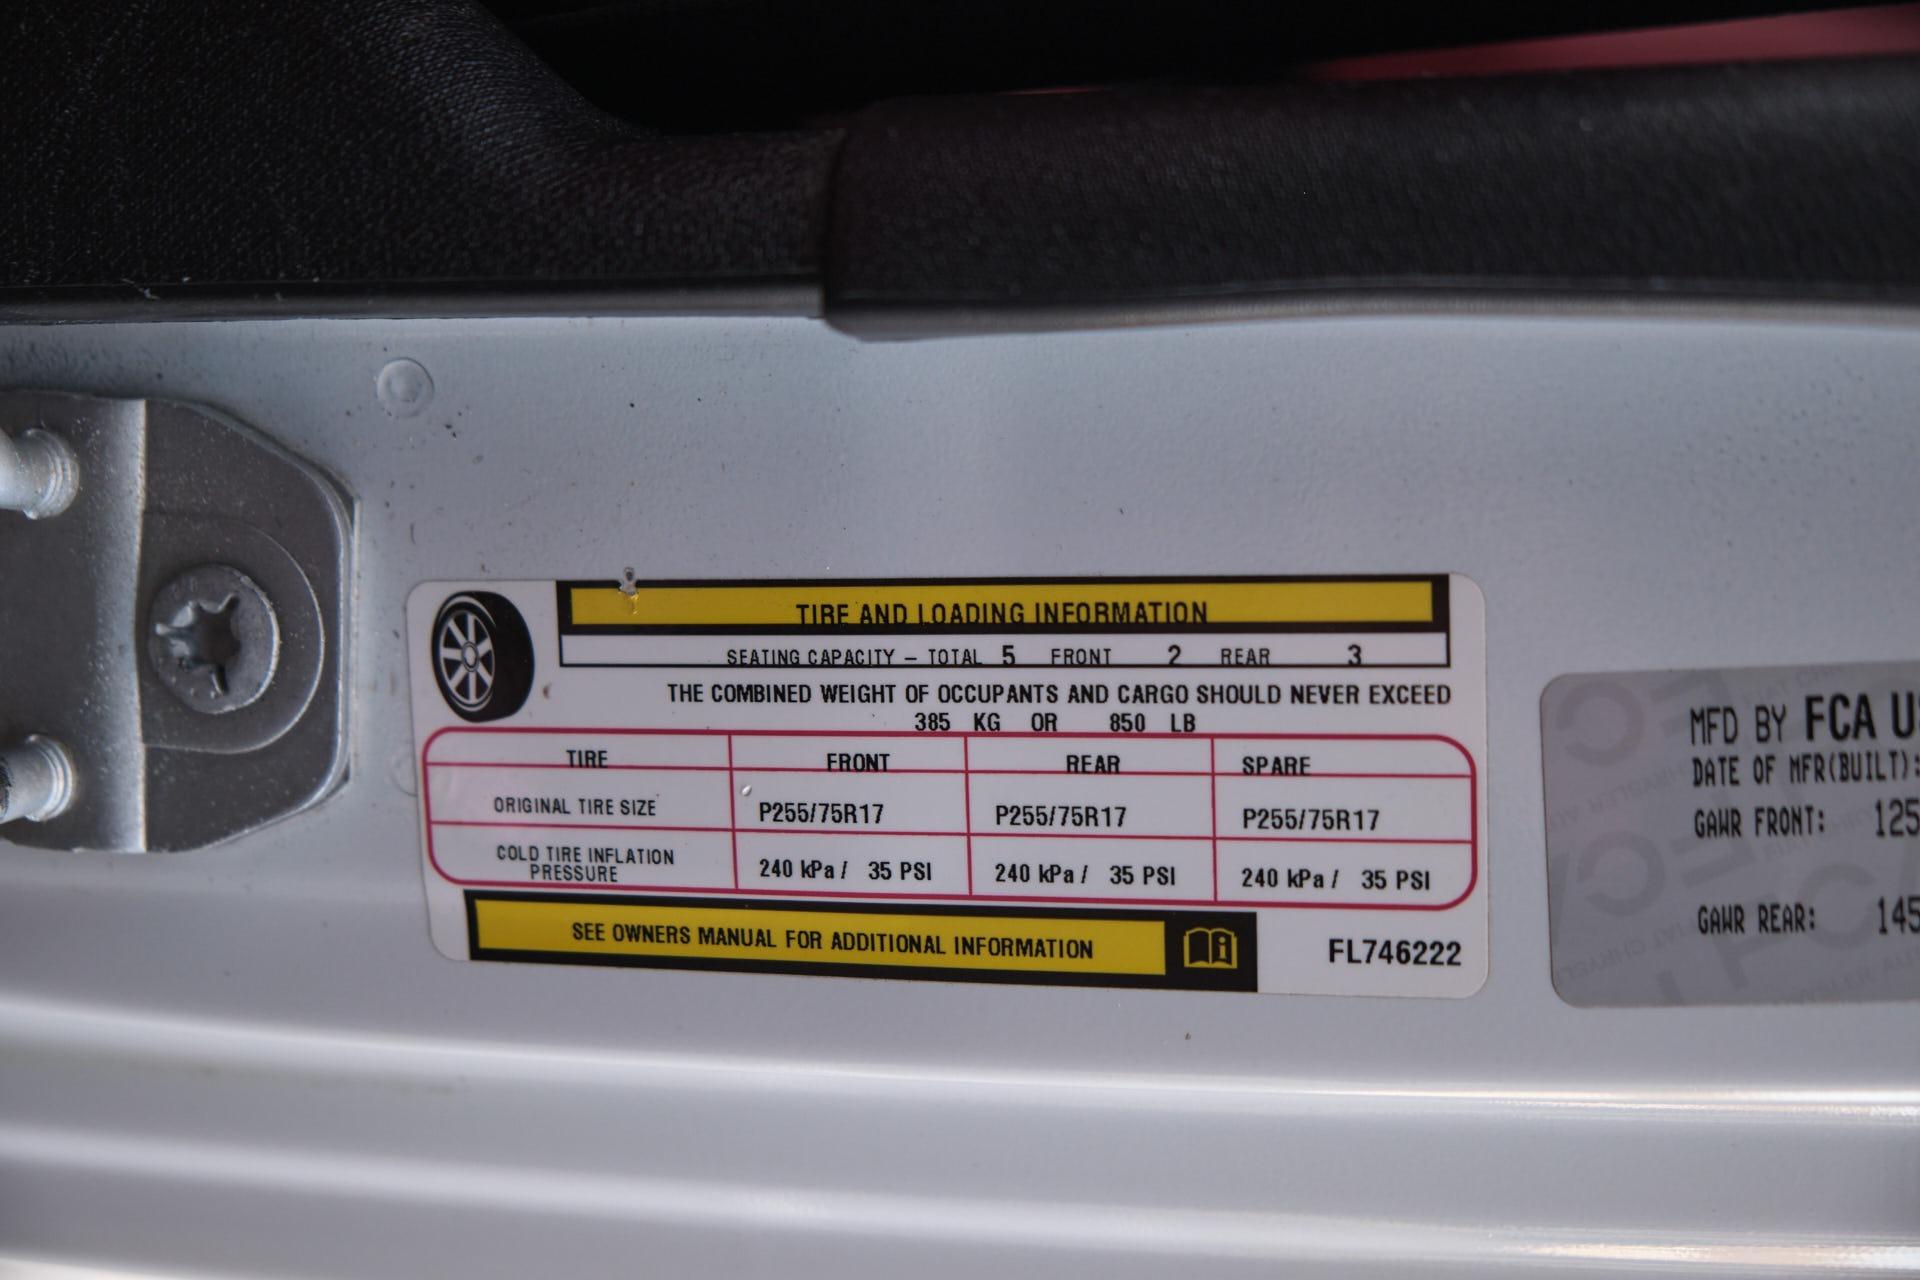 TIRE AND LOADING INFORMATION
SEATING CAPACITY – TOTAL 5 FRONT 2 REAR 3
THE COMBINED WEIGHT OF OCCUPANTS AND CARGO SHOULD NEVER EXCEED
385 KG OR 850 LB
TIRE FRONT REAR SPARE
ORIGINAL TIRE SIZE P255/75R17 P255/75R17 P255/75R17
COLD TIRE INFLATION
PRESSURE 240 kPa / 35 PSI 240 kPa / 35 PSI 240 kPa / 35 PSI
SEE OWNERS MANUAL FOR ADDITIONAL INFORMATION
FL746222
MFD BY FCA
DATE OF MFR(BUILT):
GAWR FRONT: 125
GAWR REAR: 145